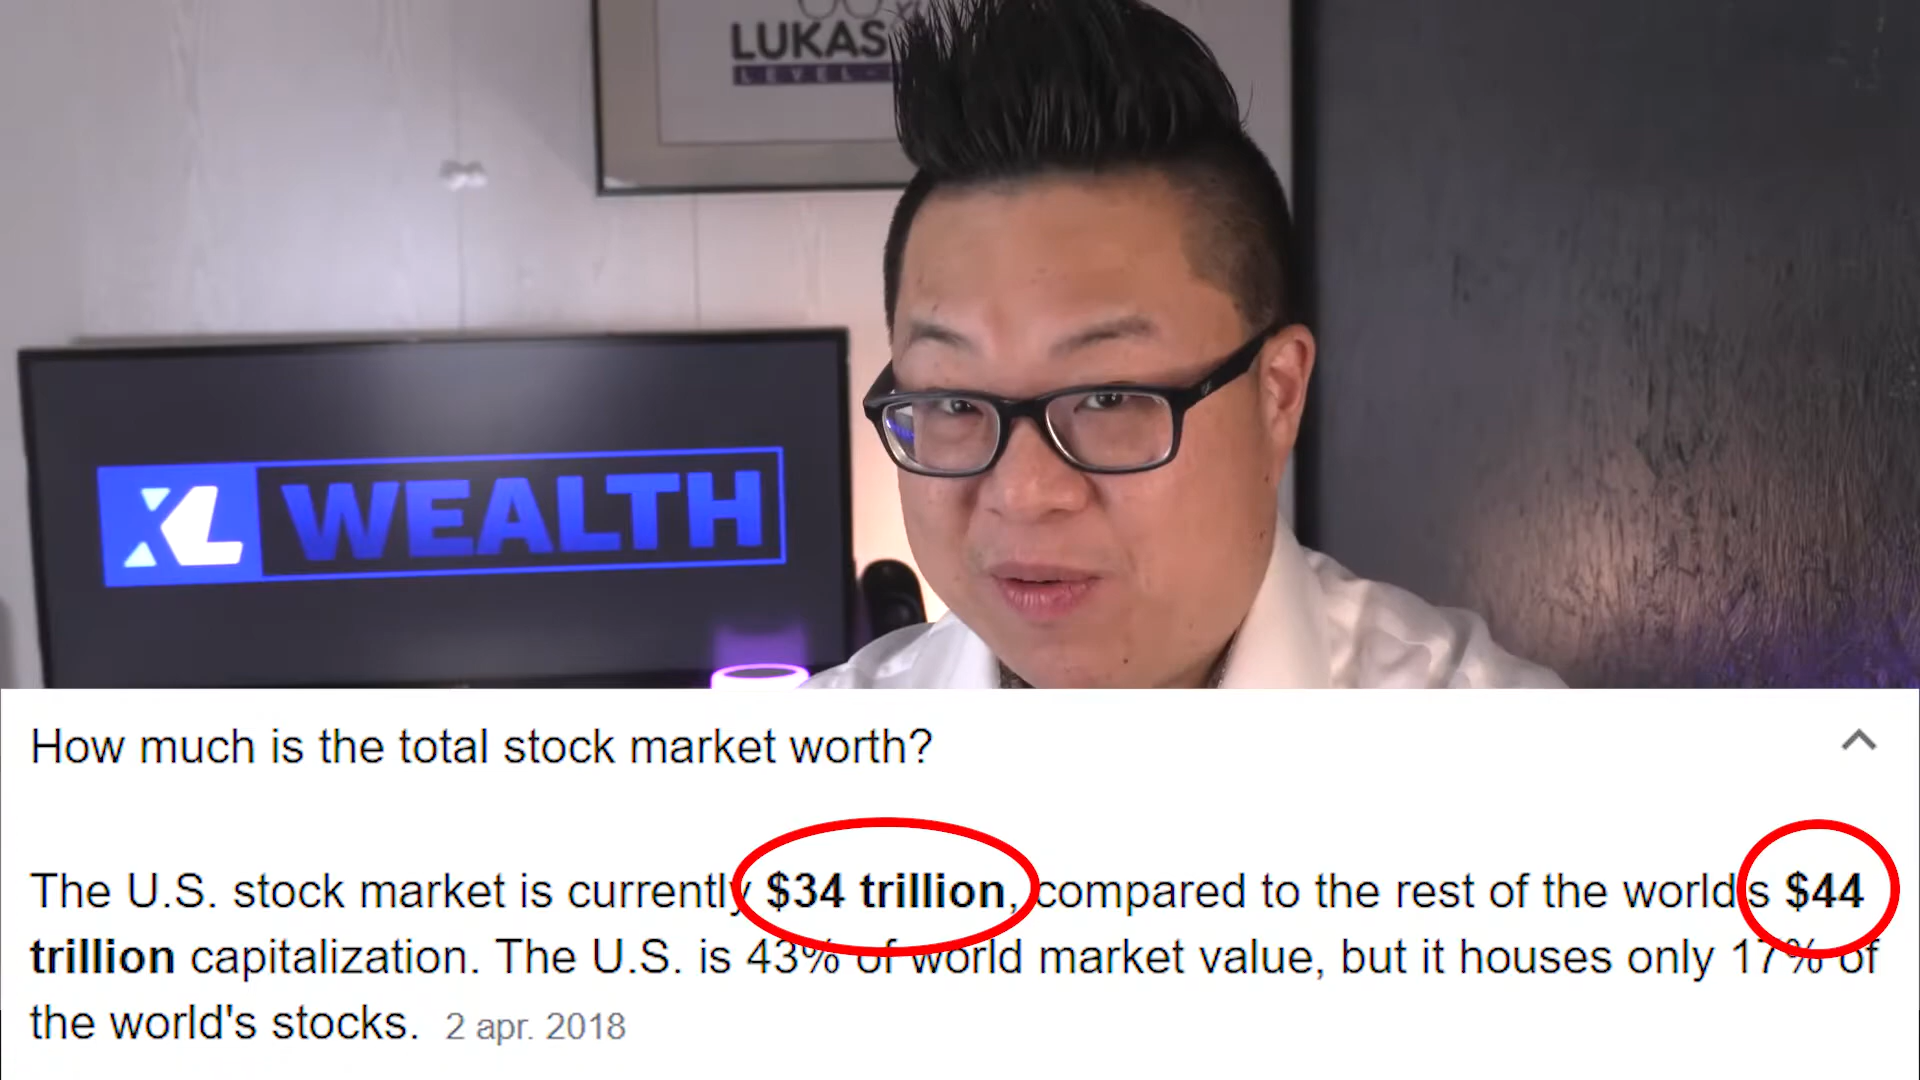 LUKAS
LEVEL-
XL WEALTH
How much is the total stock market worth?
The U.S. stock market is currently $34 trillion, compared to the rest of the world's $44
trillion capitalization. The U.S. is 43% of world market value, but it houses only 17% of
the world's stocks. 2 apr. 2018